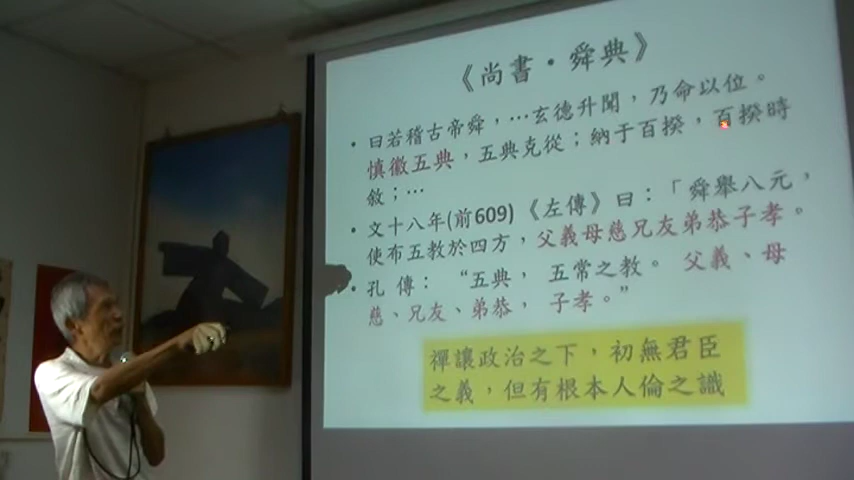 《尚書·舜典》
• 曰若稽古帝舜，…玄德升聞，乃命以位。
慎徽五典，五典克從；納于百揆，百揆時
敘；…
• 文十八年(前609)《左傳》曰：「舜舉八元，
使布五教於四方，父義母慈兄友弟恭子孝。
• 孔傳： “五典， 五常之教。 父義、母
慈、兄友、弟恭， 子孝。”
禪讓政治之下，初無君臣
之義，但有根本人倫之識